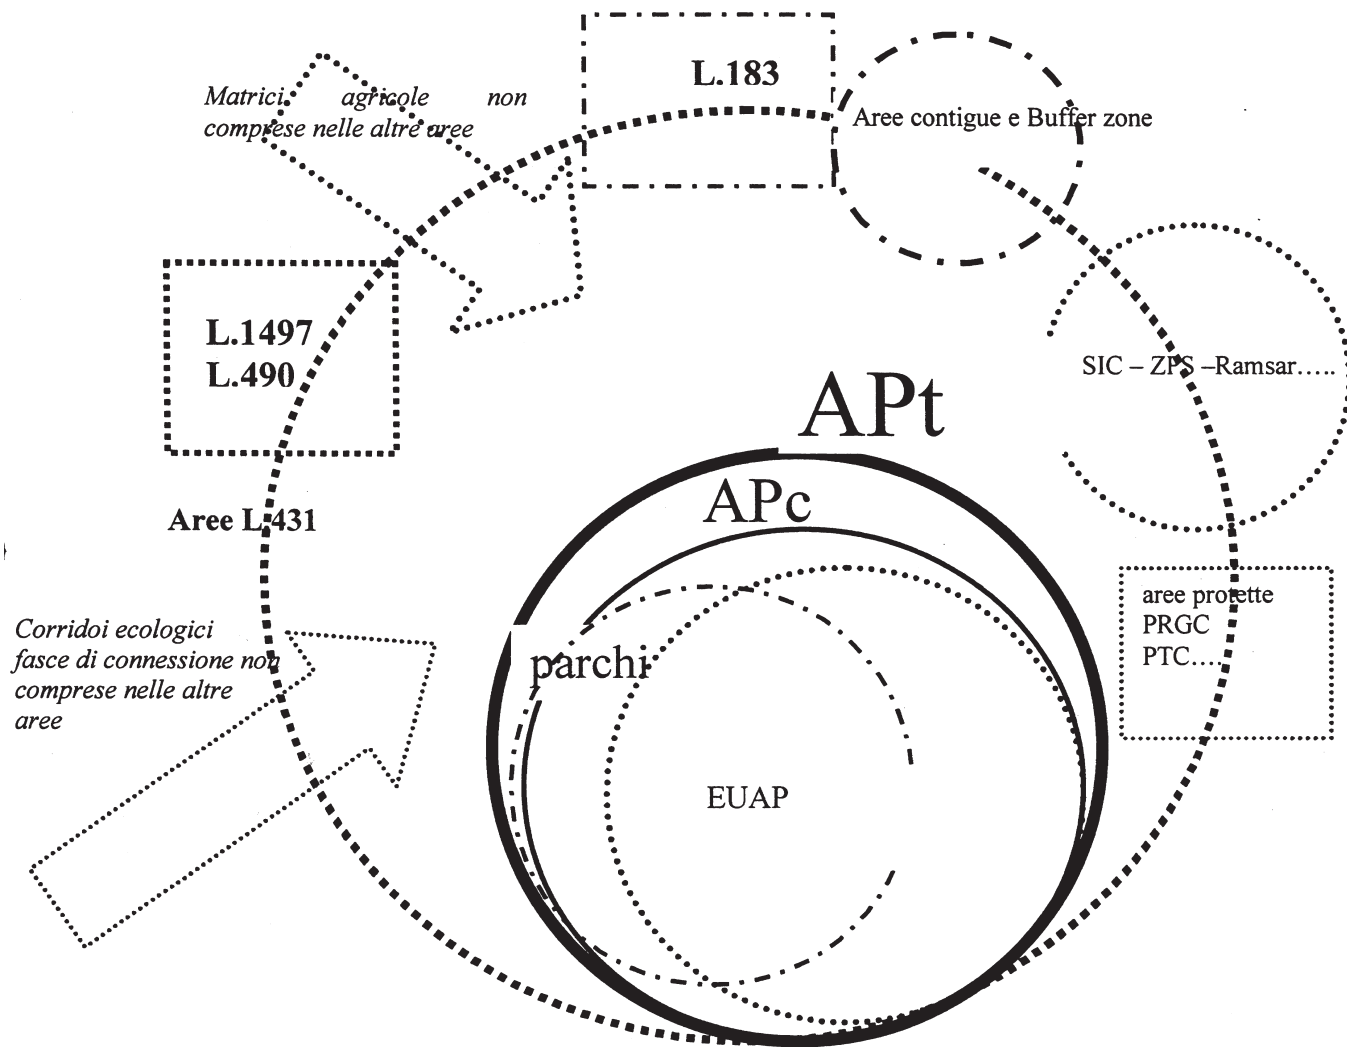 L.183
Matrici agricole non
comprese nelle altre aree
Aree contigue e Buffer zone
L.1497
L.490
SIC – ZPS –Ramsar…..
APt
APc
Aree L.431
aree protette
PRGC
PTC….
Corridoi ecologici
fasce di connessione non
comprese nelle altre
aree
parchi
EUAP